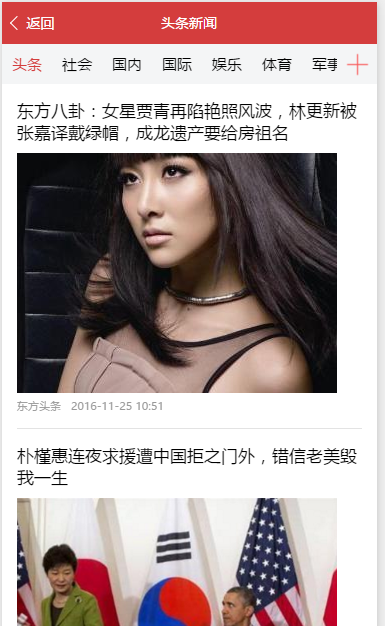 返回
头条新闻
头条 社会 国内 国际 娱乐 体育 军事
东方八卦：女星贾青再陷艳照风波，林更新被
张嘉译戴绿帽，成龙遗产要给房祖名
东方头条 2016-11-25 10:51
朴槿惠连夜求援遭中国拒之门外，错信老美毁
我一生